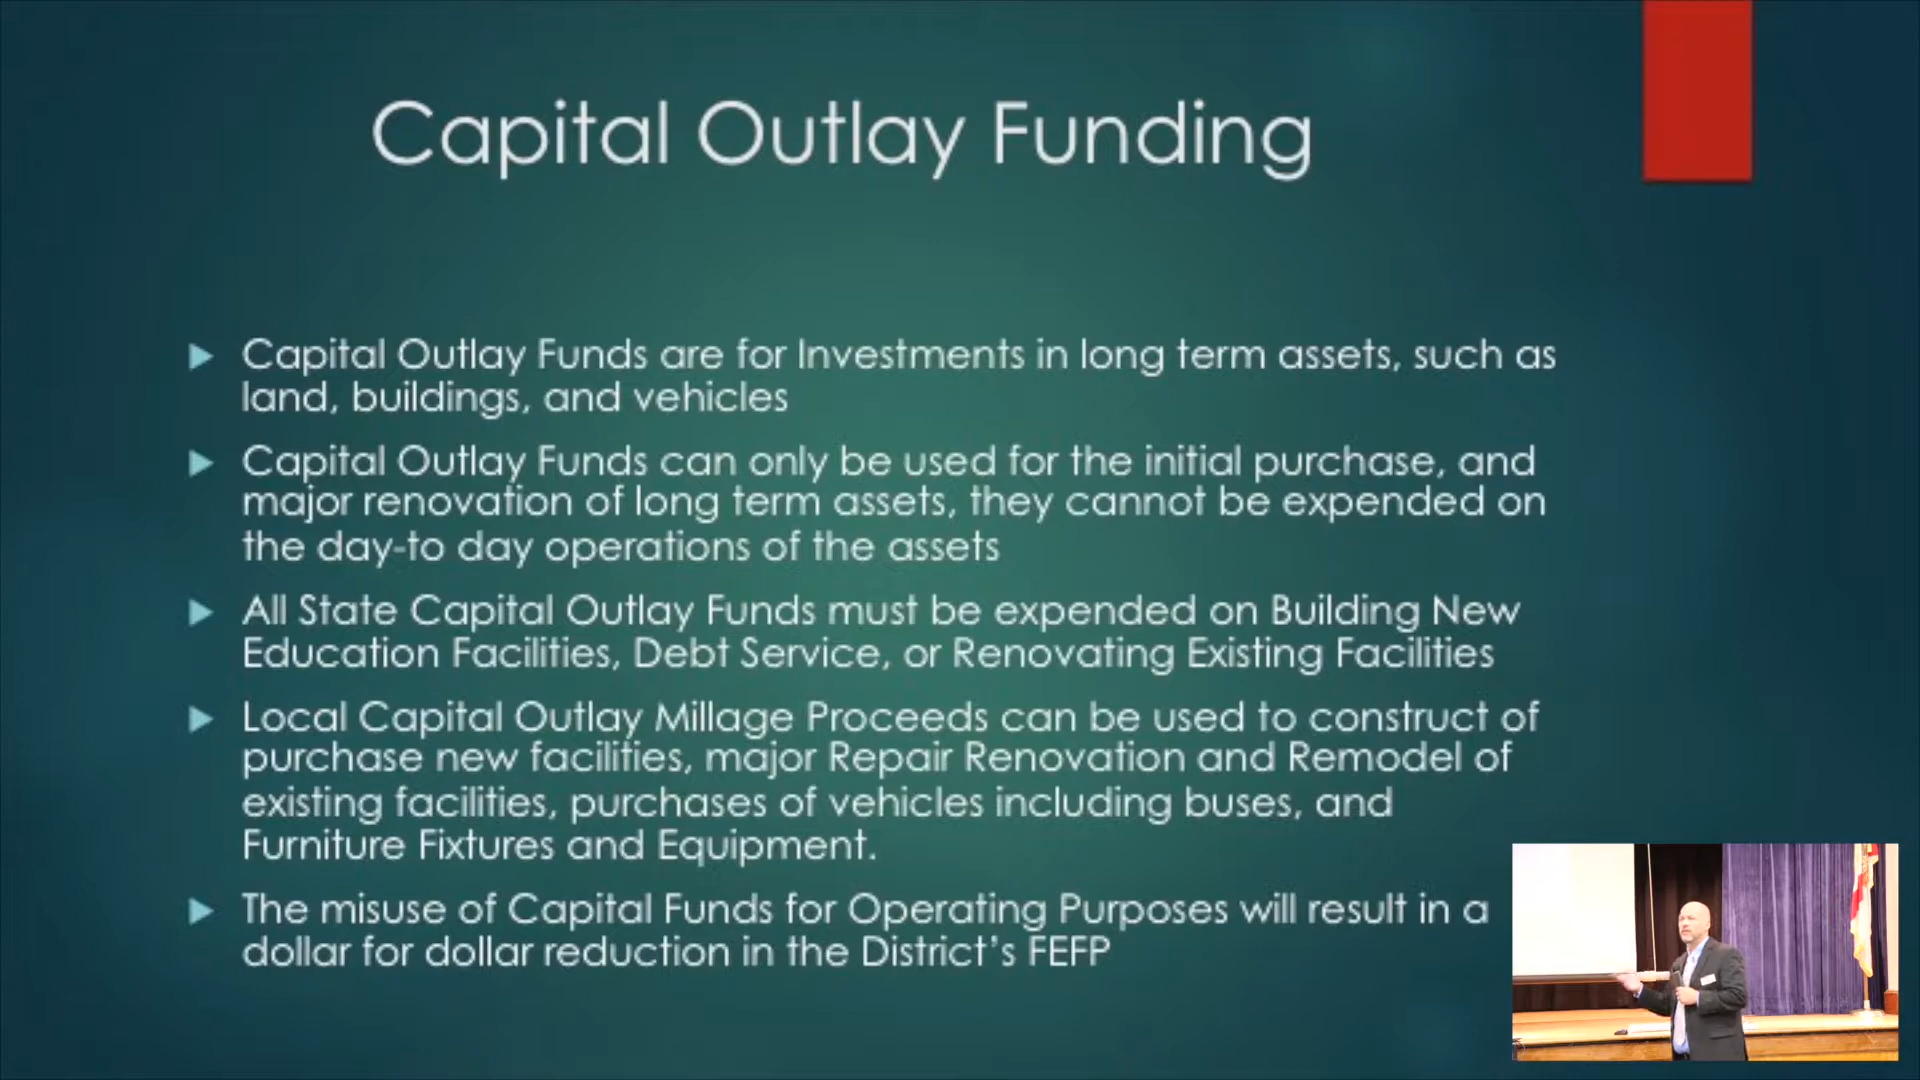 Capital Outlay Funding
Capital Outlay Funds are for Investments in long term assets, such as
land, buildings, and vehicles
Capital Outlay Funds can only be used for the initial purchase, and
major renovation of long term assets, they cannot be expended on
the day-to day operations of the assets
All State Capital Outlay Funds must be expended on Building New
Education Facilities, Debt Service, or Renovating Existing Facilities
Local Capital Outlay Millage Proceeds can be used to construct of
purchase new facilities, major Repair Renovation and Remodel of
existing facilities, purchases of vehicles including buses, and
Furniture Fixtures and Equipment.
The misuse of Capital Funds for Operating Purposes will result in a
dollar for dollar reduction in the District’s FEFP